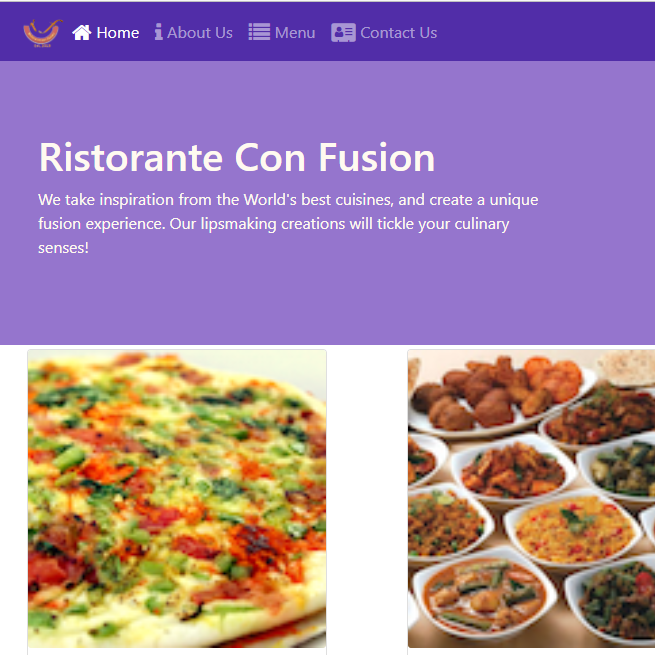 Home About Us Menu Contact Us
Ristorante Con Fusion
We take inspiration from the World's best cuisines, and create a unique
fusion experience. Our lipsmaking creations will tickle your culinary
senses!